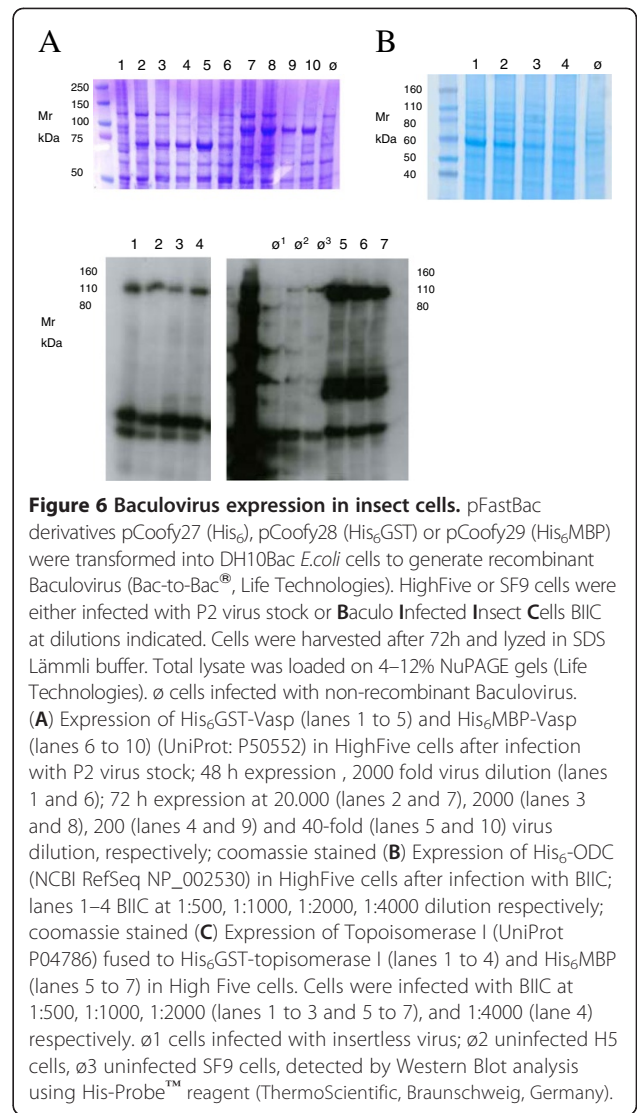 A
B
1 2 3 4 5 6 7 8 9 10 ø
1 2 3 4 ø
250
150
Mr
100
kDa
75
50
160
110
Mr
80
kDa
60
50
40
1 2 3 4
ø1 ø2 ø3 5 6 7
160
110
80
Mr
kDa
160
110
80
Figure 6 Baculovirus expression in insect cells. pFastBac
derivatives pCoofy27 (His6), pCoofy28 (His6GST) or pCoofy29 (His6MBP)
were transformed into DH10Bac E.coli cells to generate recombinant
Baculovirus (Bac-to-Bac®, Life Technologies). HighFive or SF9 cells were
either infected with P2 virus stock or Baculo Infected Insect Cells BIIC
at dilutions indicated. Cells were harvested after 72h and lyzed in SDS
Lämmli buffer. Total lysate was loaded on 4–12% NuPAGE gels (Life
Technologies). ø cells infected with non-recombinant Baculovirus.
(A) Expression of His6GST-Vasp (lanes 1 to 5) and His6MBP-Vasp
(lanes 6 to 10) (UniProt: P50552) in HighFive cells after infection
with P2 virus stock; 48 h expression , 2000 fold virus dilution (lanes
1 and 6); 72 h expression at 20.000 (lanes 2 and 7), 2000 (lanes 3
and 8), 200 (lanes 4 and 9) and 40-fold (lanes 5 and 10) virus
dilution, respectively; coomassie stained (B) Expression of His6-ODC
(NCBI RefSeq NP_002530) in HighFive cells after infection with BIIC;
lanes 1–4 BIIC at 1:500, 1:1000, 1:2000, 1:4000 dilution respectively;
coomassie stained (C) Expression of Topoisomerase I (UniProt
P04786) fused to His6GST-topisomerase I (lanes 1 to 4) and His6MBP
(lanes 5 to 7) in High Five cells. Cells were infected with BIIC at
1:500, 1:1000, 1:2000 (lanes 1 to 3 and 5 to 7), and 1:4000 (lane 4)
respectively. ø1 cells infected with insertless virus; ø2 uninfected H5
cells, ø3 uninfected SF9 cells, detected by Western Blot analysis
using His-Probe™ reagent (ThermoScientific, Braunschweig, Germany).